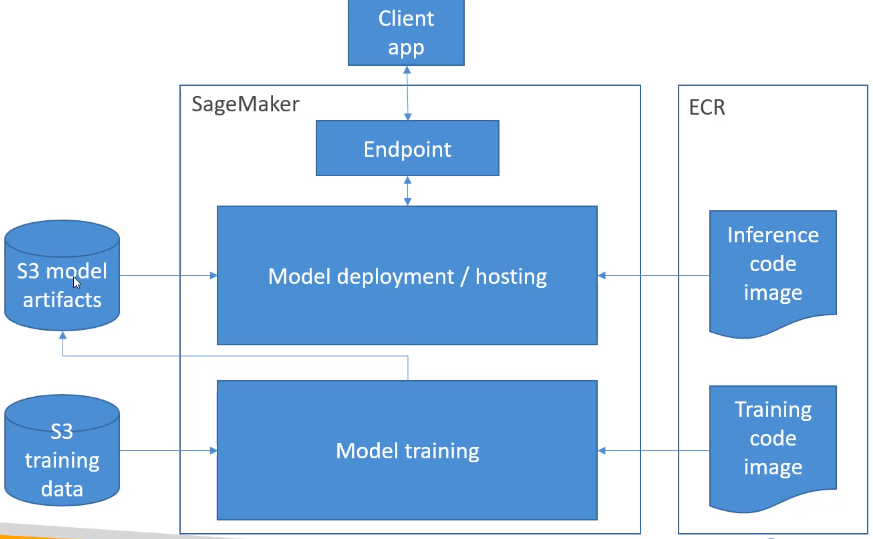 Client
app
SageMaker
ECR
Endpoint
S3 model
artifacts
Model deployment / hosting
Inference
code
image
S3
training
data
Model training
Training
code
image